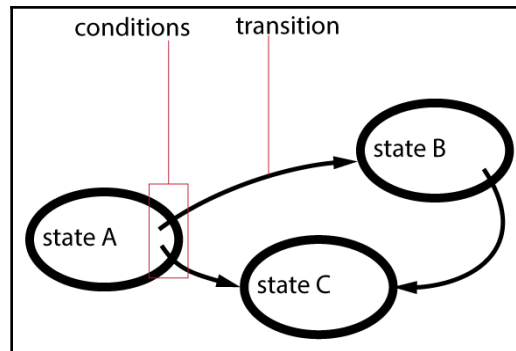 conditions
transition
state B
state A
state C